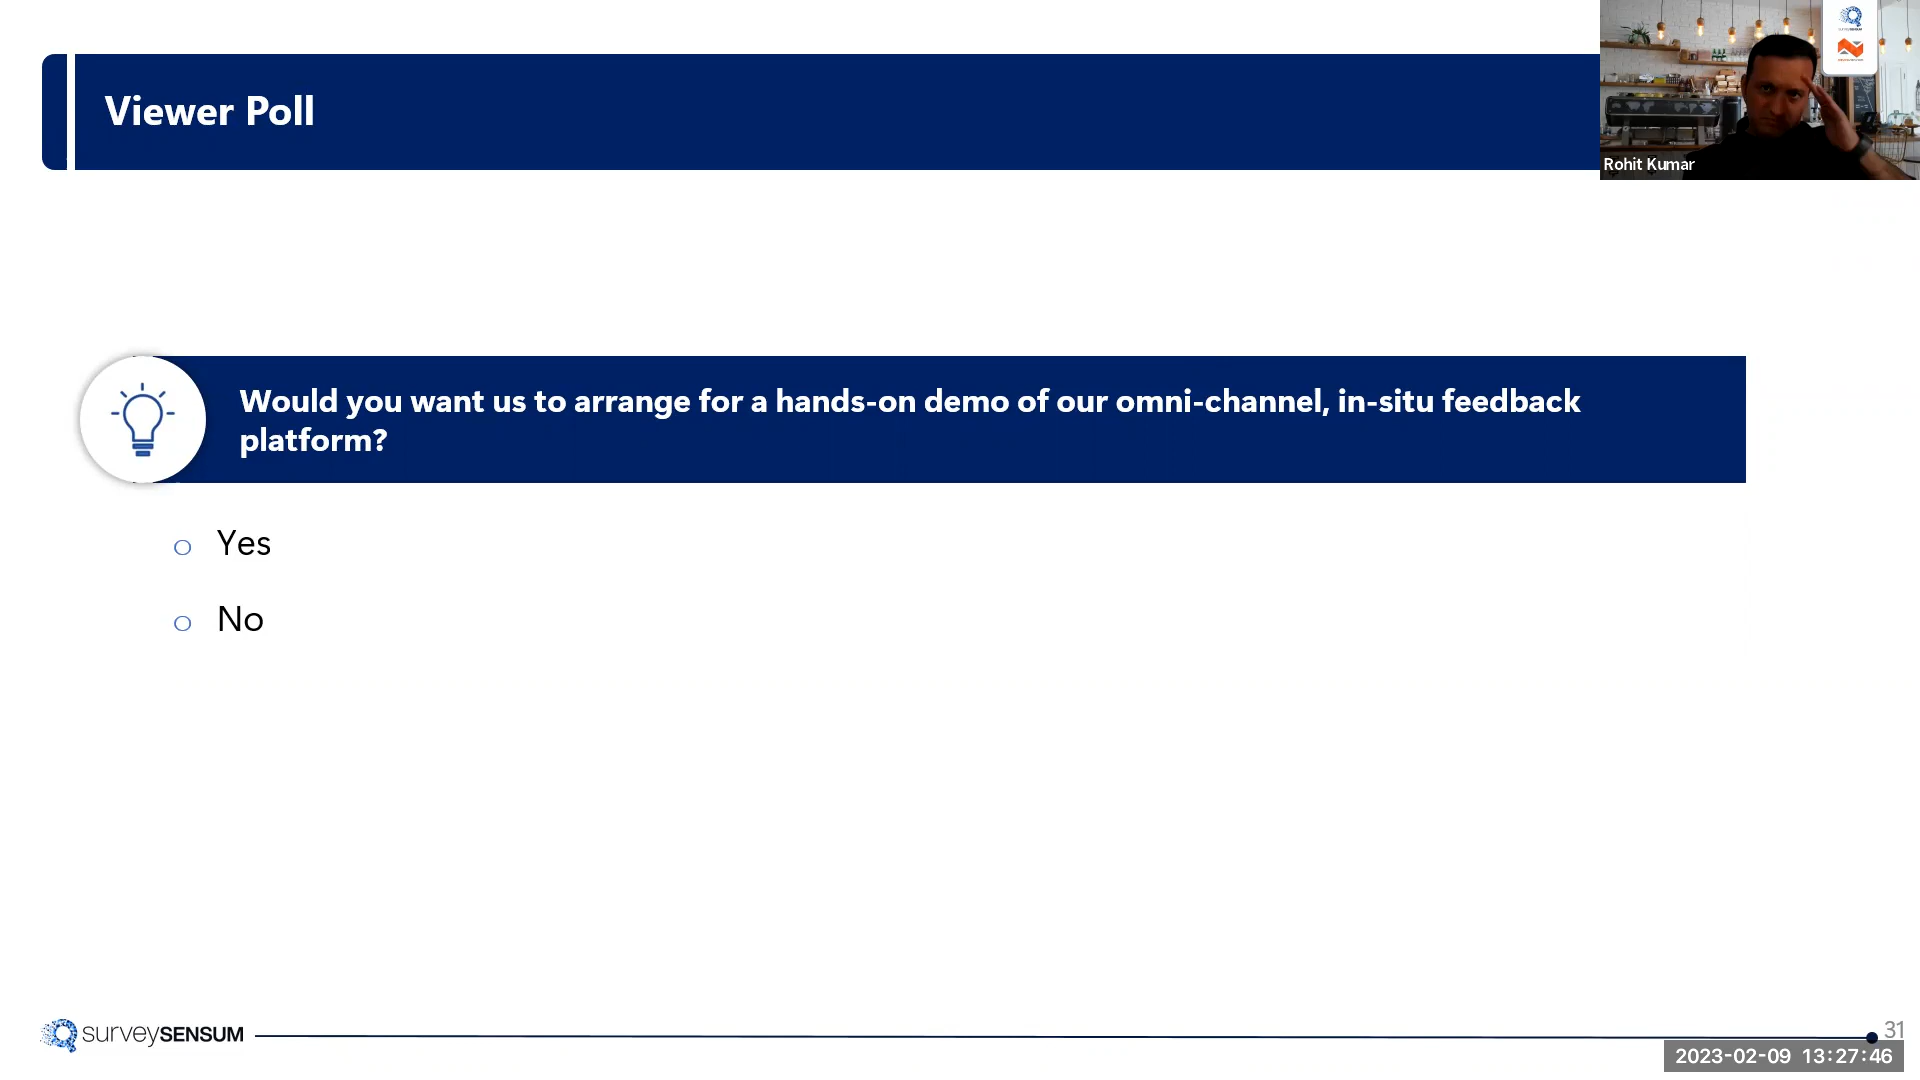 Viewer Poll
Rohit Kumar
Would you want us to arrange for a hands-on demo of our omni-channel, in-situ feedback
platform?
Yes
No
surveySENSUM
31
2023-02-09 13:27:46